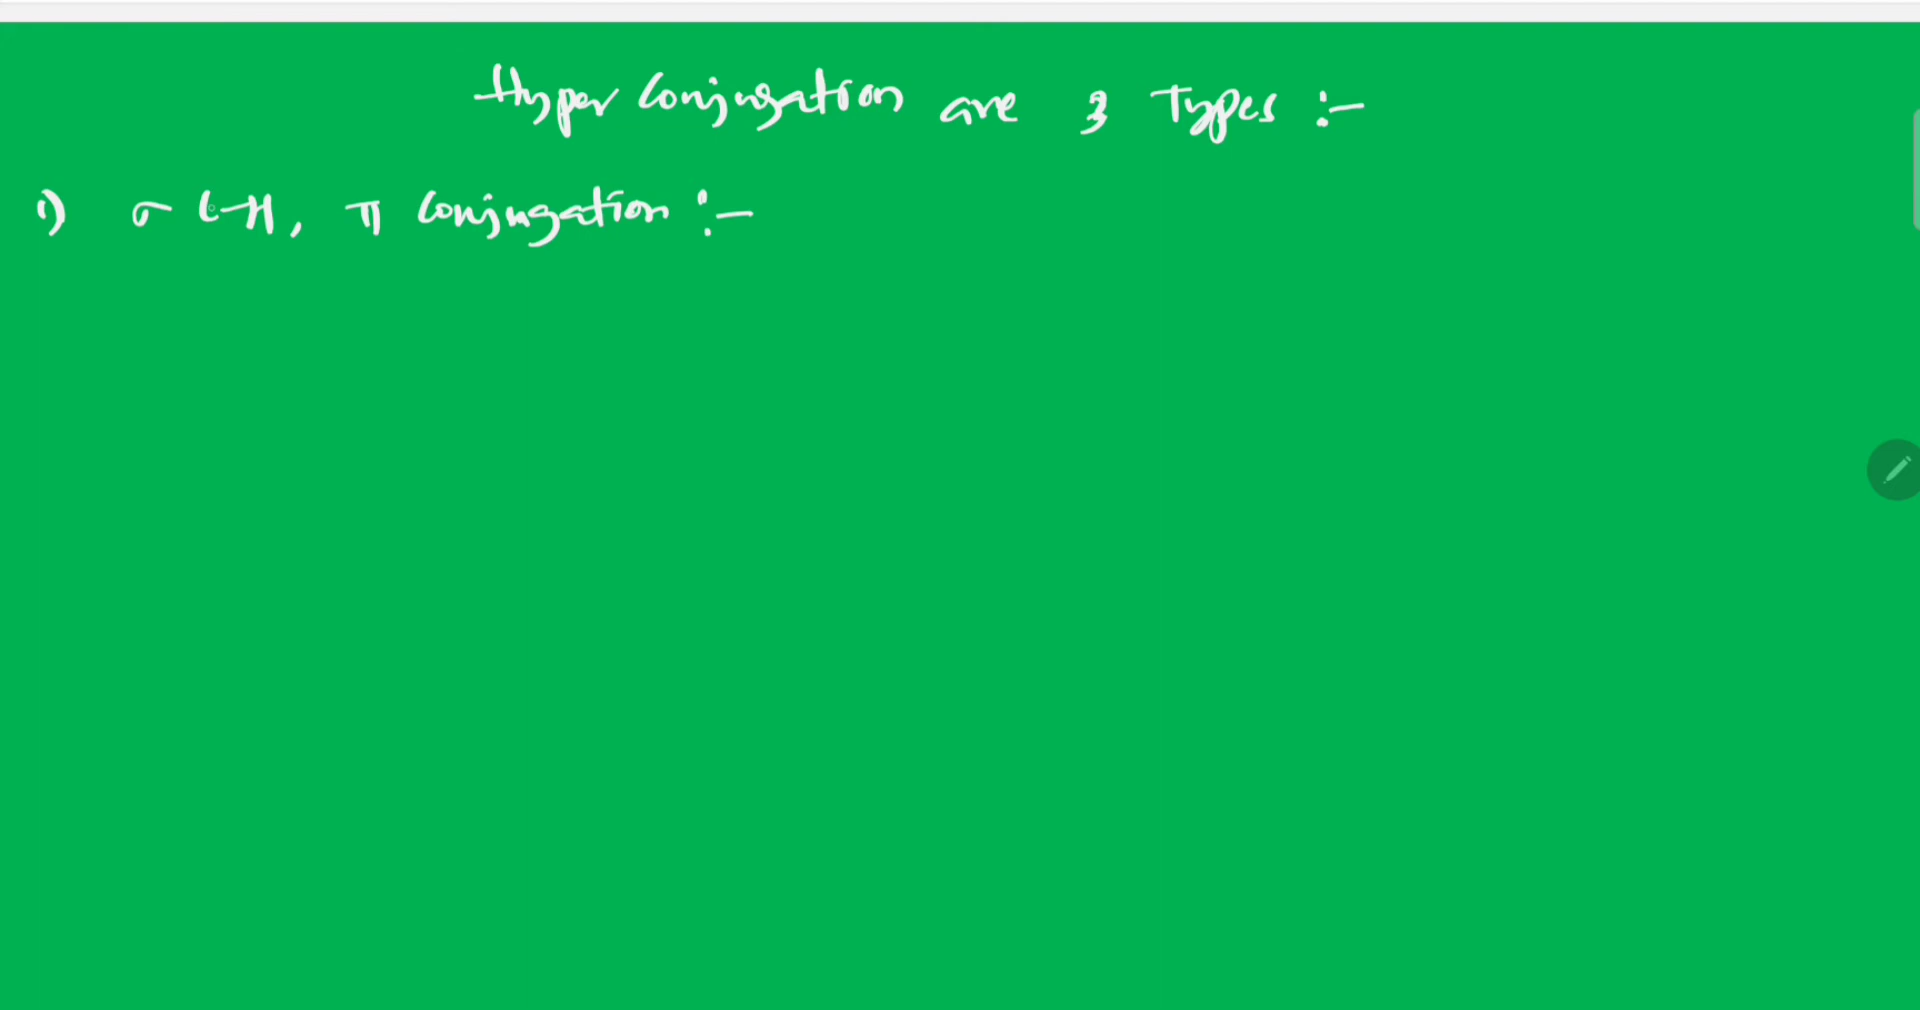 Hyper Conjugation are 3 Types :-
1) σ C-H, π Conjugation :-